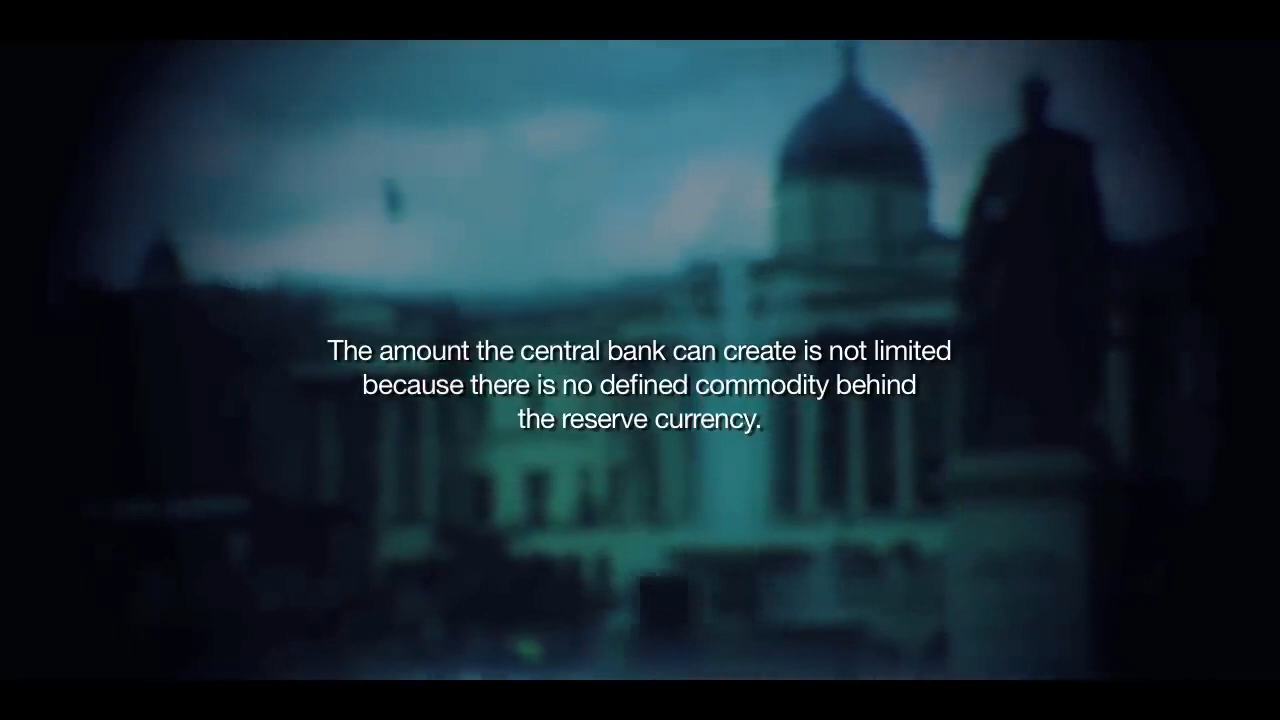 The amount the central bank can create is not limited
because there is no defined commodity behind
the reserve currency.